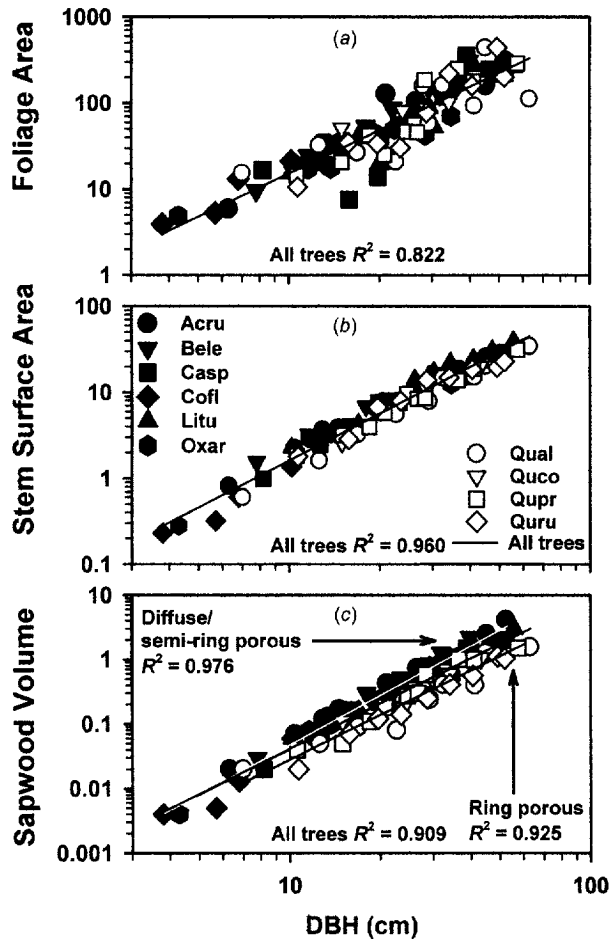 Foliage Area
1000
100
10
1
(a)
All trees R² = 0.822
Stem Surface Area
100
10
1
0.1
(b)
Acru
Bele
Casp
Cofl
Litu
Oxar
Qual
Quco
Qupr
Quru
All trees
All trees R² = 0.960
Sapwood Volume
10
1
0.1
0.01
0.001
(c)
Diffuse/
semi-ring porous
R² = 0.976
Ring porous
R² = 0.925
All trees R² = 0.909
10
100
DBH (cm)